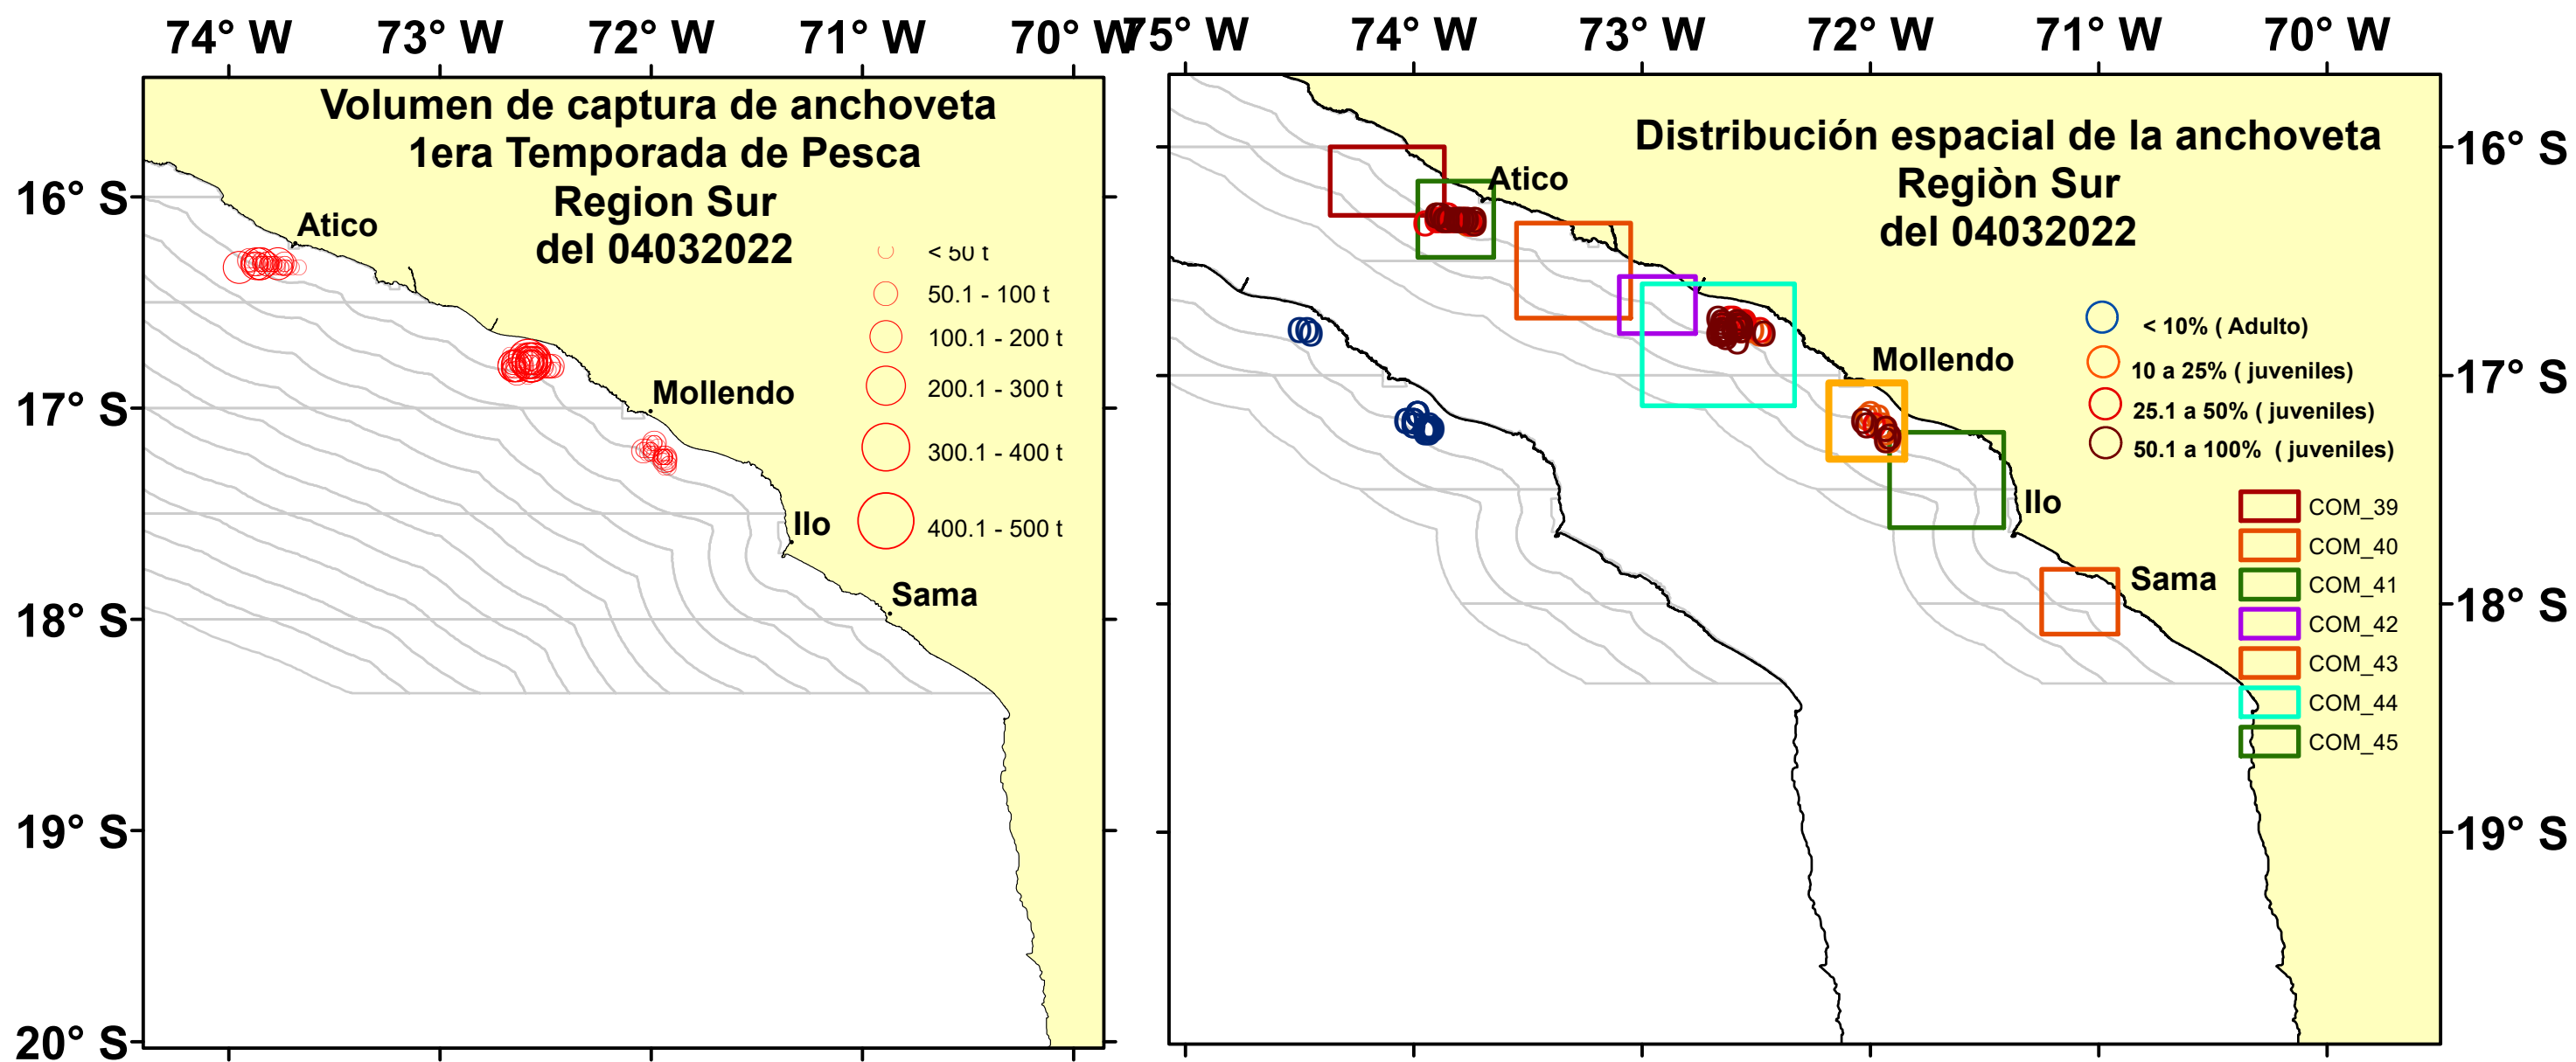 74° W 73° W 72° W 71° W 70° W
Volumen de captura de anchoveta
1era Temporada de Pesca
Region Sur
del 04032022
16° S
17° S
18° S
19° S
20° S
Atico
Mollendo
Ilo
Sama
< 50 t
50.1 - 100 t
100.1 - 200 t
200.1 - 300 t
300.1 - 400 t
400.1 - 500 t
75° W 74° W 73° W 72° W 71° W 70° W
Distribución espacial de la anchoveta
Regiòn Sur
del 04032022
16° S
17° S
18° S
19° S
Atico
Mollendo
Ilo
Sama
< 10% ( Adulto)
10 a 25% ( juveniles)
25.1 a 50% ( juveniles)
50.1 a 100% ( juveniles)
COM_39
COM_40
COM_41
COM_42
COM_43
COM_44
COM_45